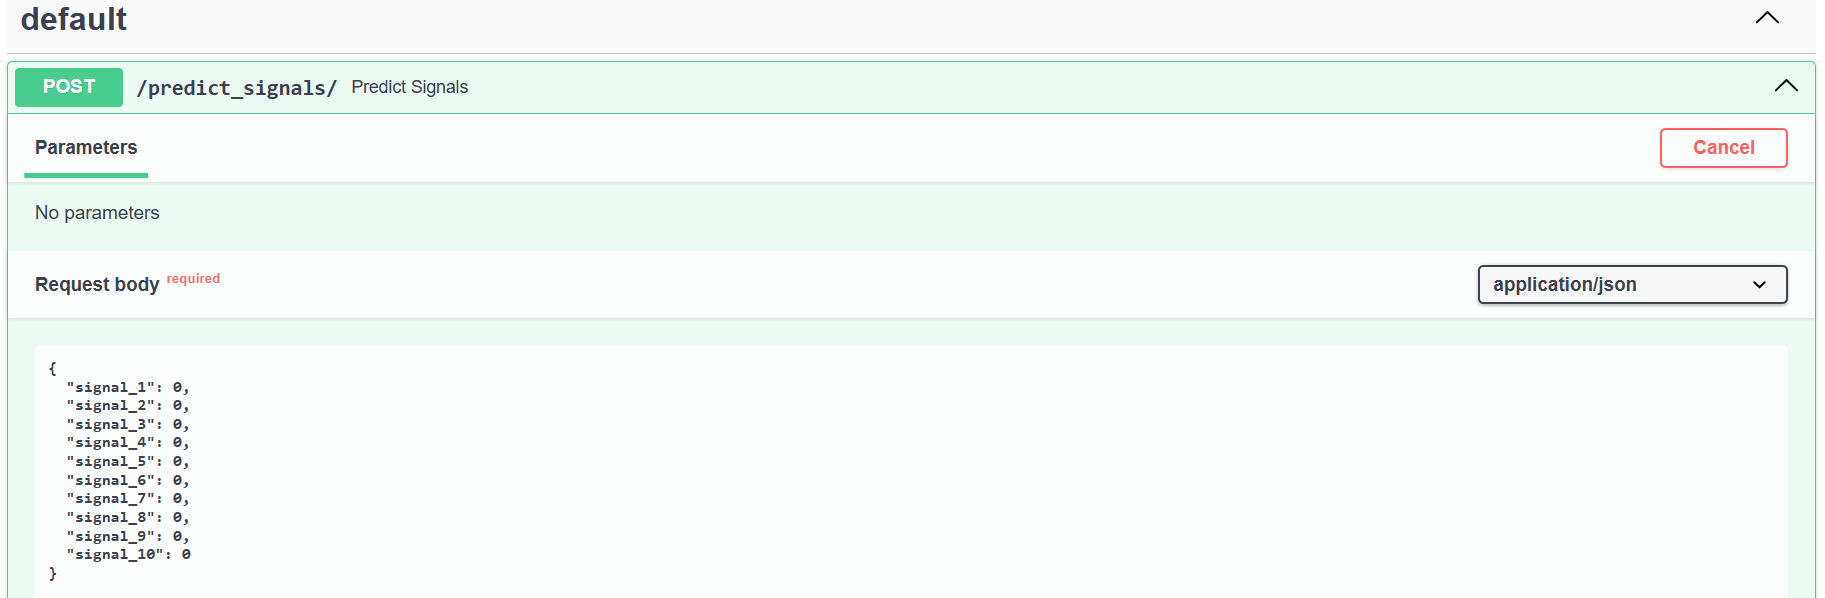 default
POST /predict_signals/ Predict Signals
Parameters Cancel
No parameters
Request body required application/json
{
  "signal_1": 0,
  "signal_2": 0,
  "signal_3": 0,
  "signal_4": 0,
  "signal_5": 0,
  "signal_6": 0,
  "signal_7": 0,
  "signal_8": 0,
  "signal_9": 0,
  "signal_10": 0
}